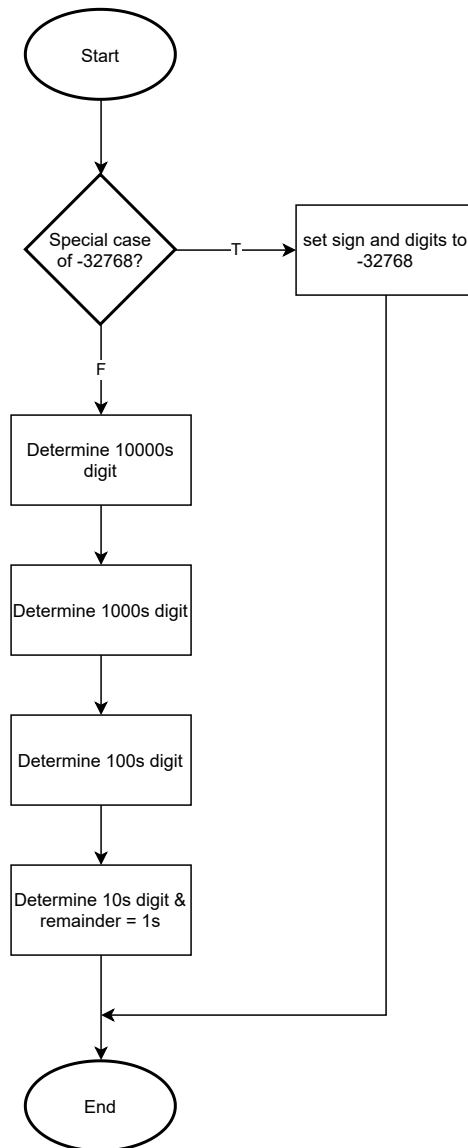 Start
Special case
of -32768?
T
set sign and digits to
-32768
F
Determine 10000s
digit
Determine 1000s digit
Determine 100s digit
Determine 10s digit &
remainder = 1s
End